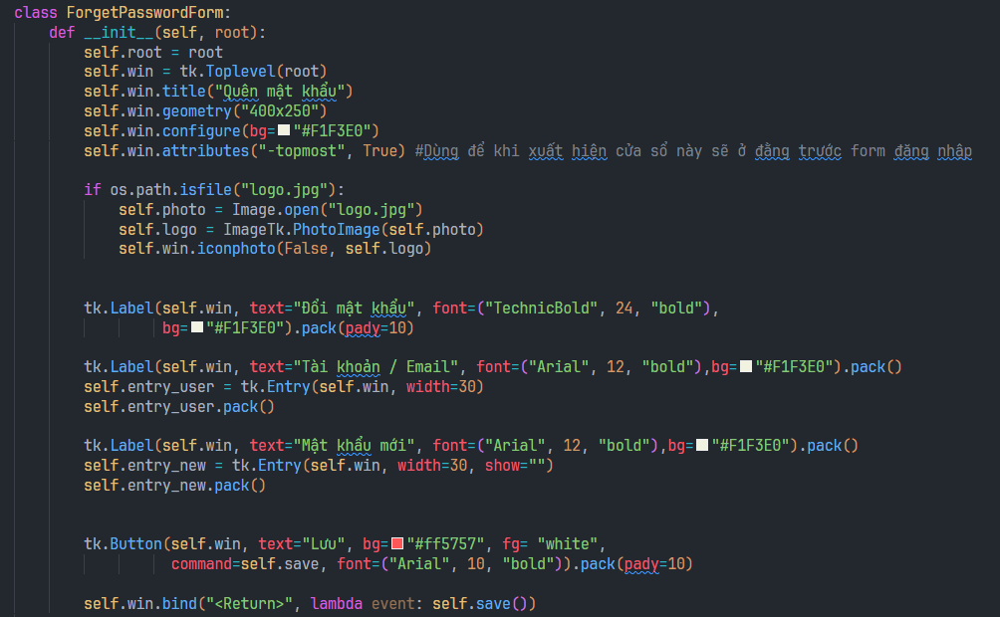 class ForgetPasswordForm:
    def __init__(self, root):
        self.root = root
        self.win = tk.Toplevel(root)
        self.win.title("Quên mật khẩu")
        self.win.geometry("400x250")
        self.win.configure(bg="#F1F3E0")
        self.win.attributes("-topmost", True) #Dùng để khi xuất hiện cửa sổ này sẽ ở đằng trước form đăng nhập
        if os.path.isfile("logo.jpg"):
            self.photo = Image.open("logo.jpg")
            self.logo = ImageTk.PhotoImage(self.photo)
            self.win.iconphoto(False, self.logo)
        tk.Label(self.win, text="Đổi mật khẩu", font=("TechnicBold", 24, "bold"),
                 bg="#F1F3E0").pack(pady=10)
        tk.Label(self.win, text="Tài khoản / Email", font=("Arial", 12, "bold"),bg="#F1F3E0").pack()
        self.entry_user = tk.Entry(self.win, width=30)
        self.entry_user.pack()
        tk.Label(self.win, text="Mật khẩu mới", font=("Arial", 12, "bold"),bg="#F1F3E0").pack()
        self.entry_new = tk.Entry(self.win, width=30, show="")
        self.entry_new.pack()
        tk.Button(self.win, text="Lưu", bg="#ff5757", fg= "white",
                  command=self.save, font=("Arial", 10, "bold")).pack(pady=10)
        self.win.bind("<Return>", lambda event: self.save())